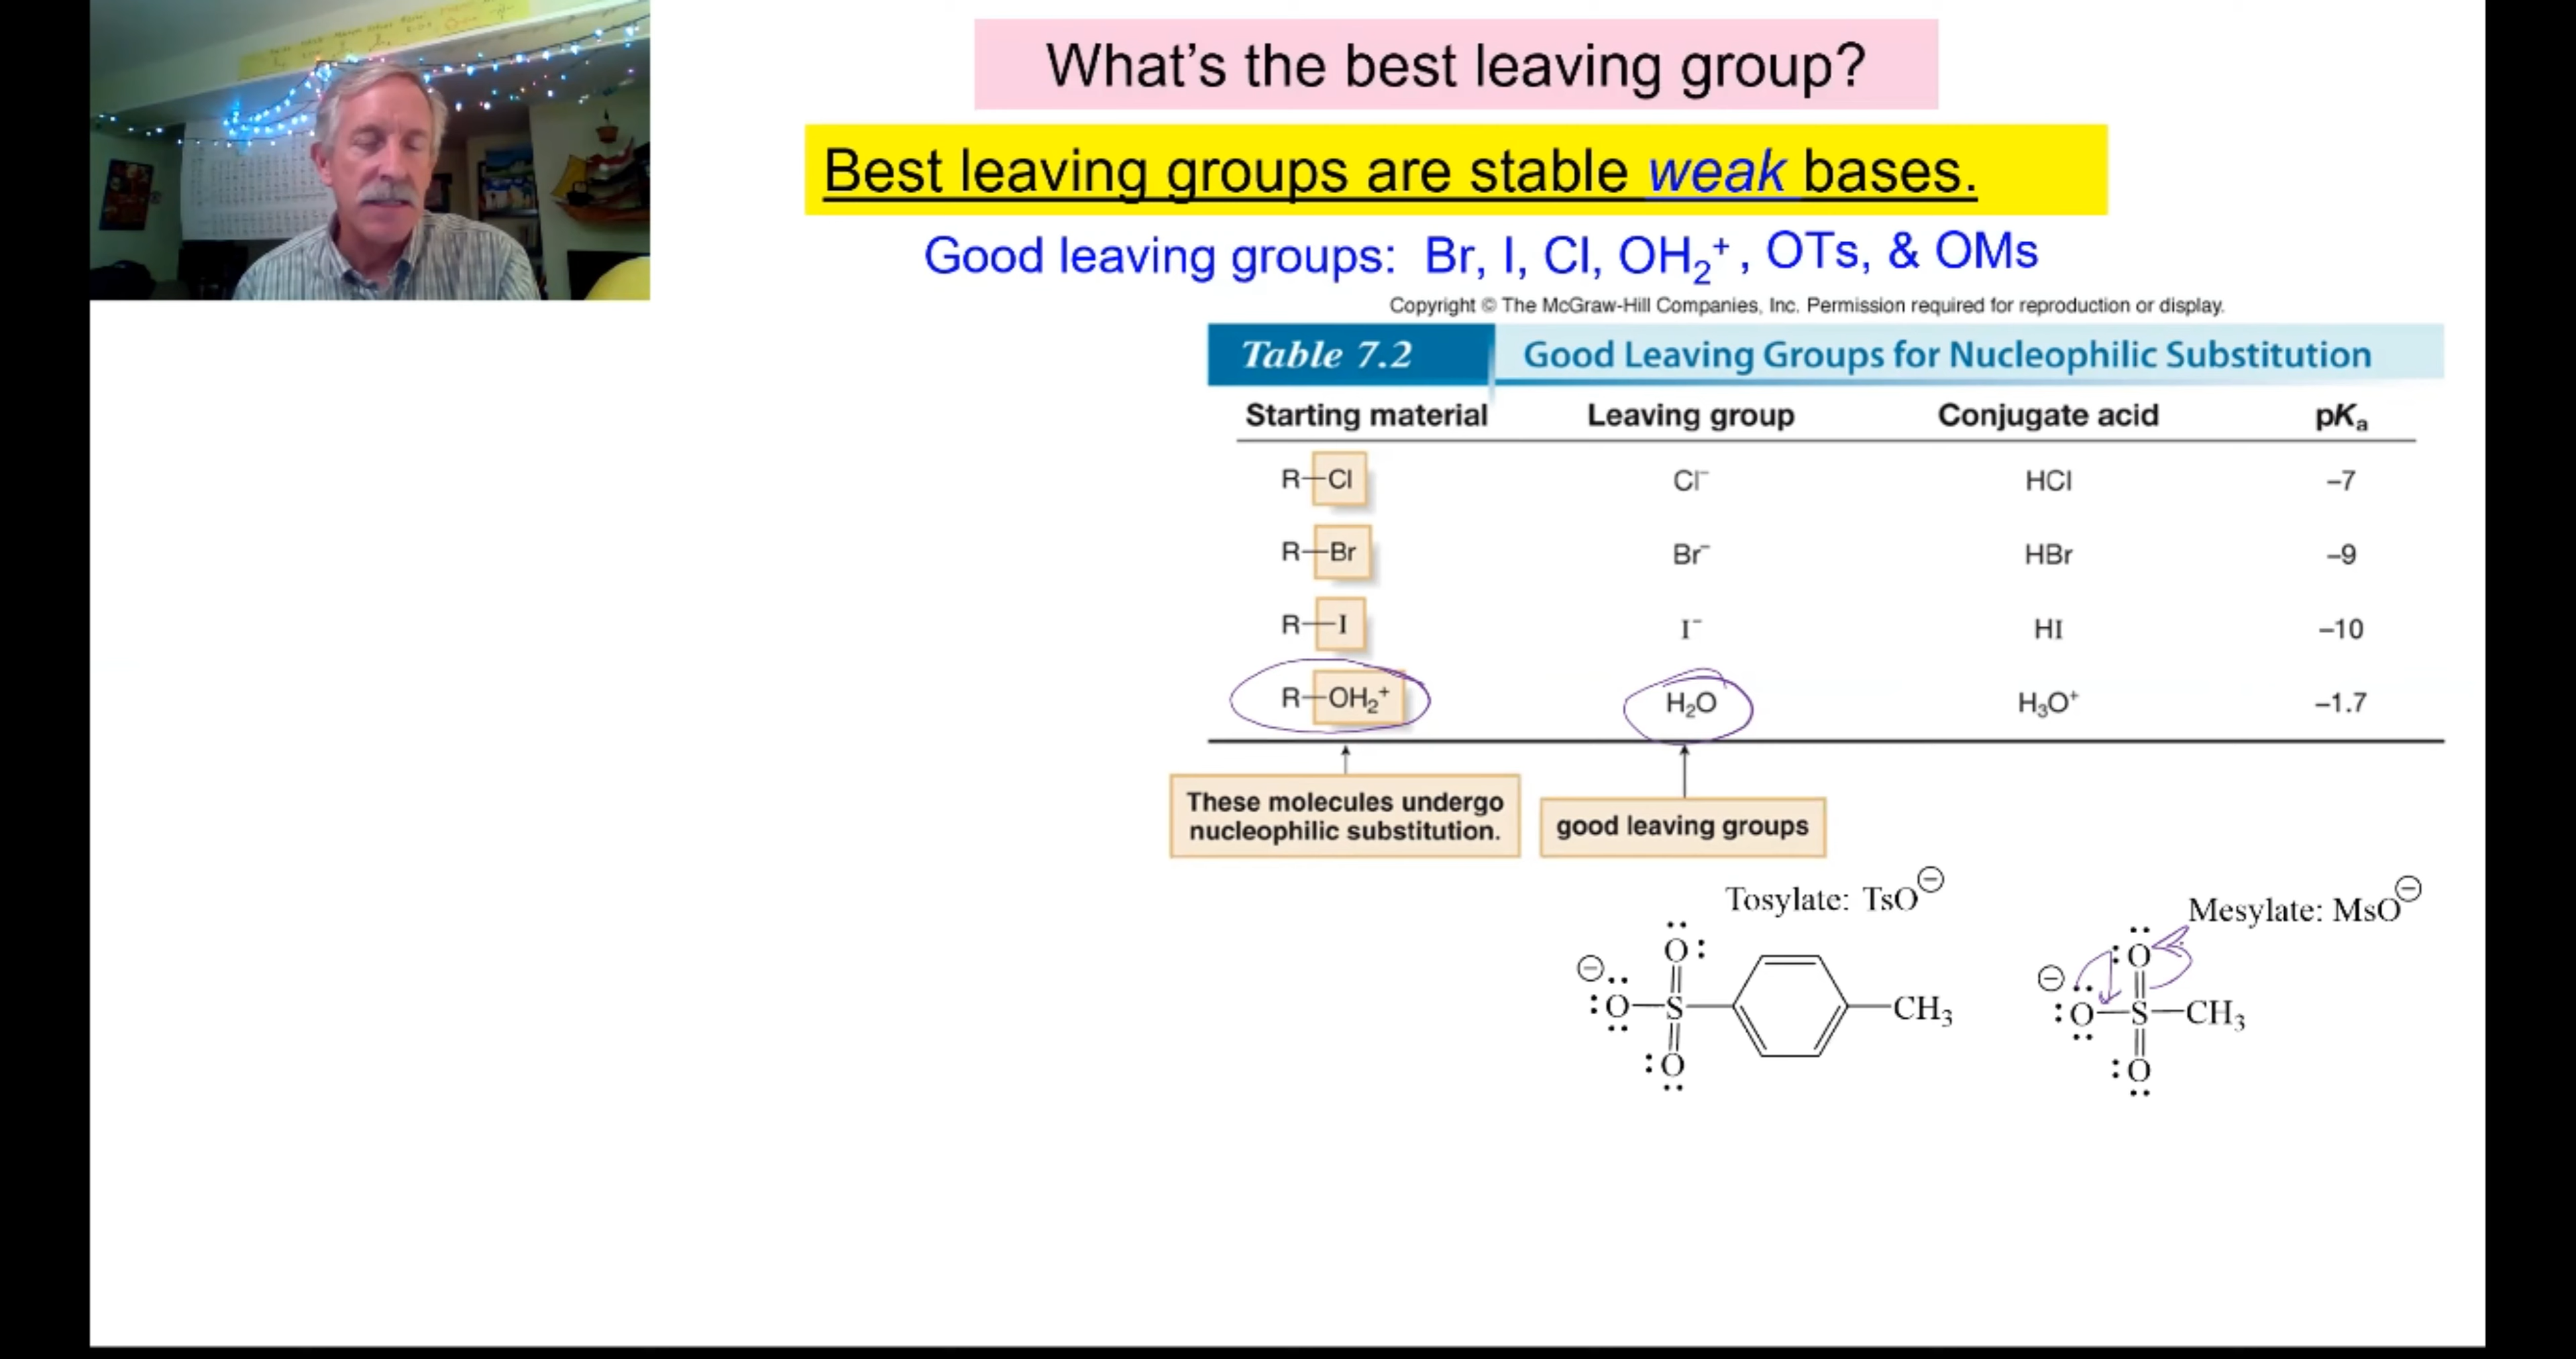 What's the best leaving group?
Best leaving groups are stable weak bases.
Good leaving groups: Br, I, Cl, OH₂⁺, OTs, & OMs
Copyright © The McGraw-Hill Companies, Inc. Permission required for reproduction or display.
Table 7.2 Good Leaving Groups for Nucleophilic Substitution
Starting material Leaving group Conjugate acid pKₐ
R—Cl Cl⁻ HCl –7
R—Br Br⁻ HBr –9
R—I I⁻ HI –10
R—OH₂⁺ H₂O H₃O⁺ –1.7
These molecules undergo
nucleophilic substitution.
good leaving groups
Tosylate: TsO⊖
Mesylate: MsO⊖
O
⊖ O S CH₃
O
O
⊖ O S CH₃
O